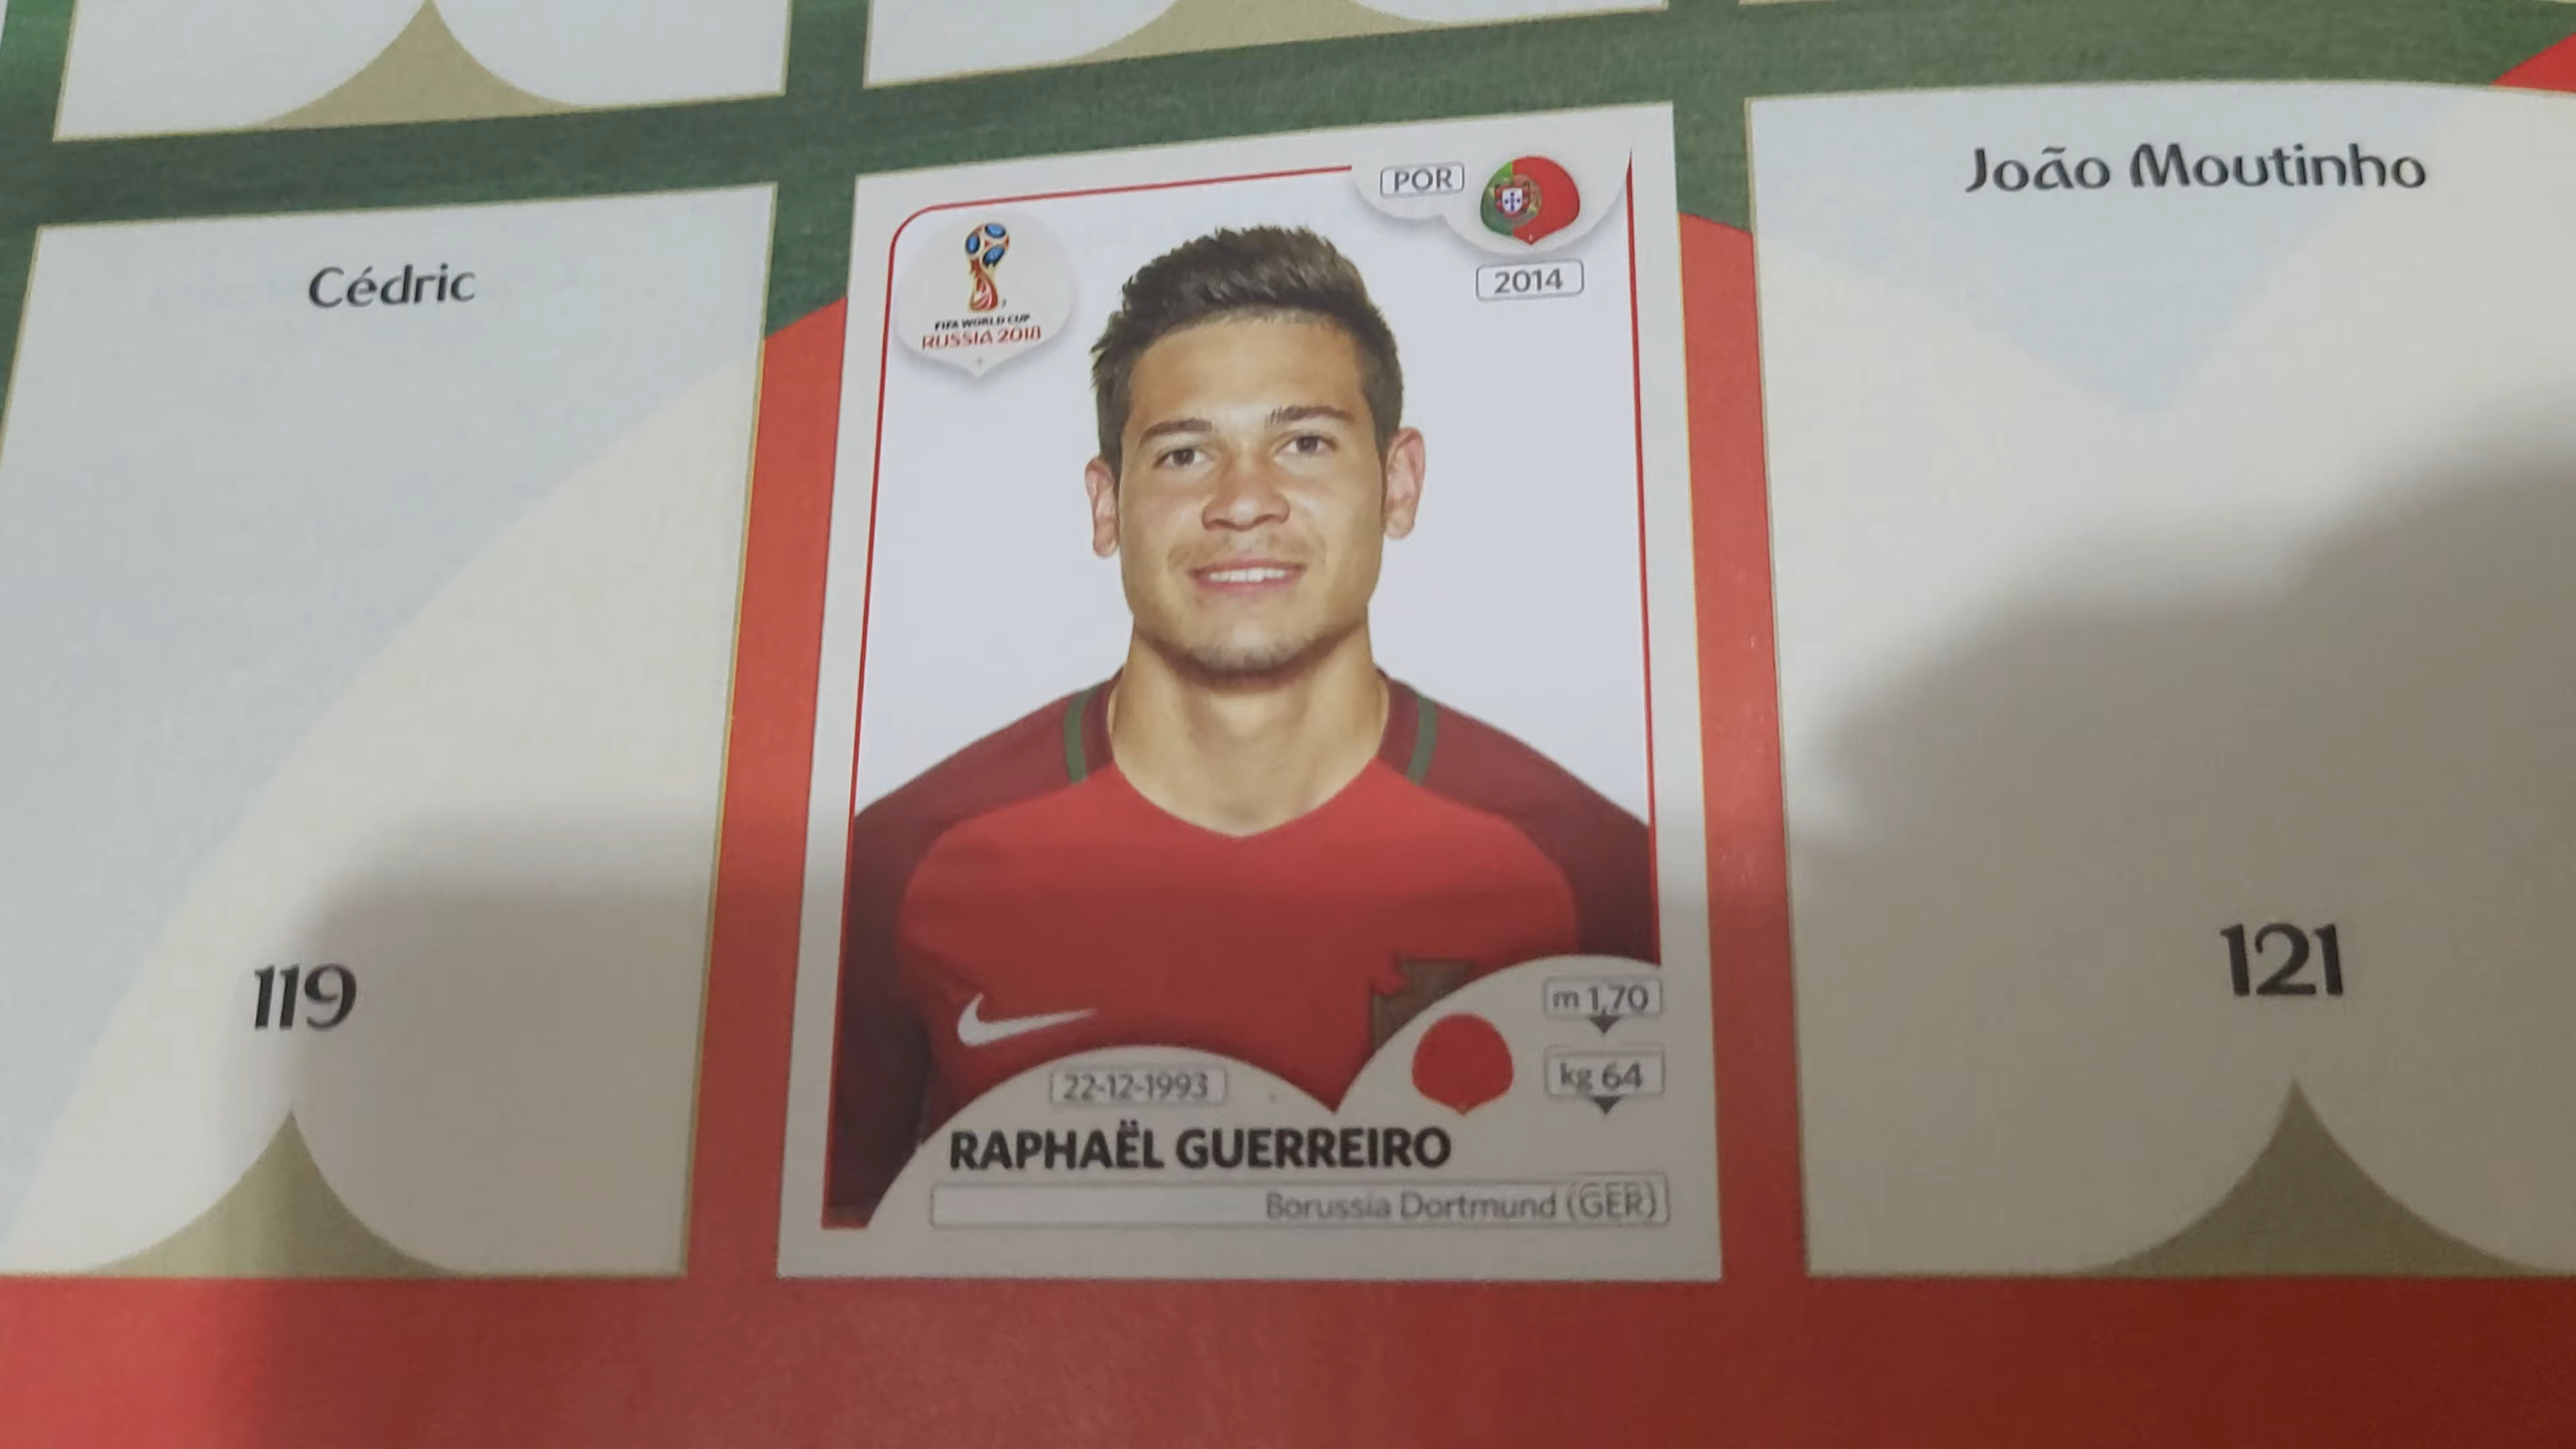 Cédric
119
POR
2014
FIFA WORLD CUP
RUSSIA 2018
m 1,70
kg 64
22-12-1993
RAPHAËL GUERREIRO
Borussia Dortmund (GER)
João Moutinho
121